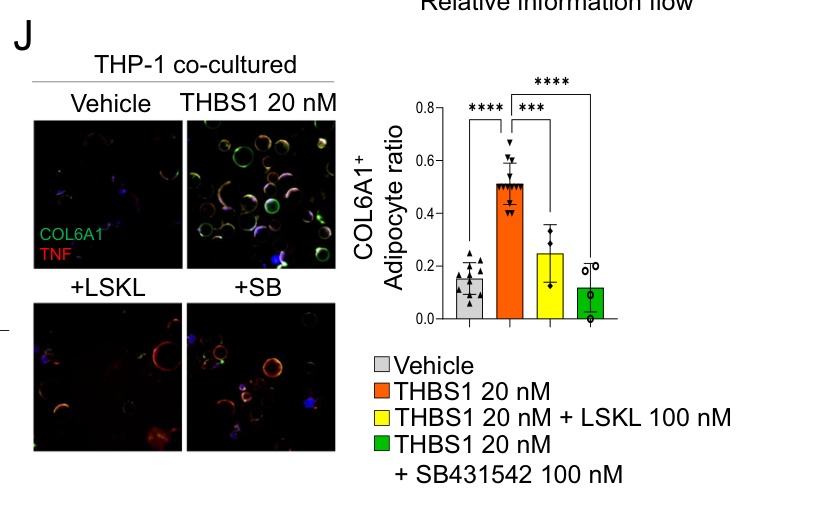 Relative information flow
J
THP-1 co-cultured
Vehicle THBS1 20 nM
COL6A1
TNF
+LSKL +SB
COL6A1+
Adipocyte ratio
****
**** ***
0.8
0.6
0.4
0.2
0.0
Vehicle
THBS1 20 nM
THBS1 20 nM + LSKL 100 nM
THBS1 20 nM
+ SB431542 100 nM